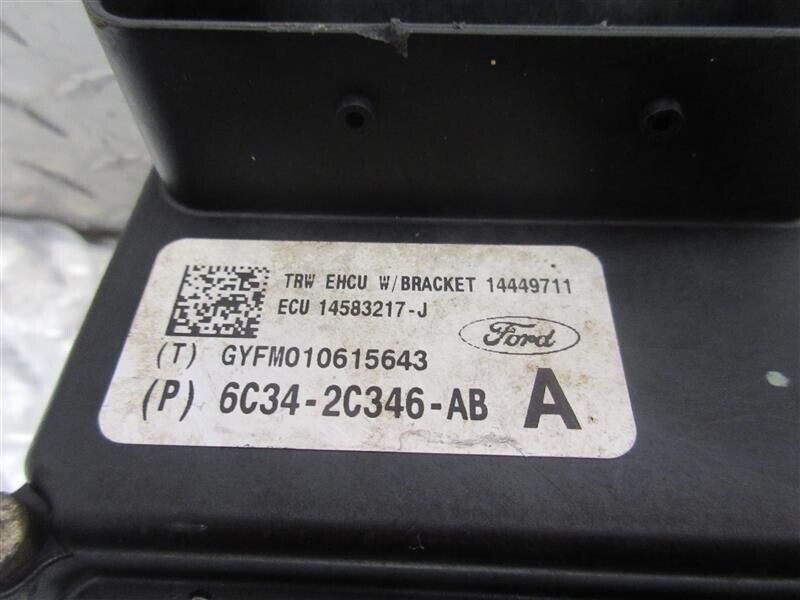 TRW EHCU W/BRACKET 14449711
ECU 14583217-J
Ford
(T) GYFM010615643
(P) 6C34-2C346-AB A